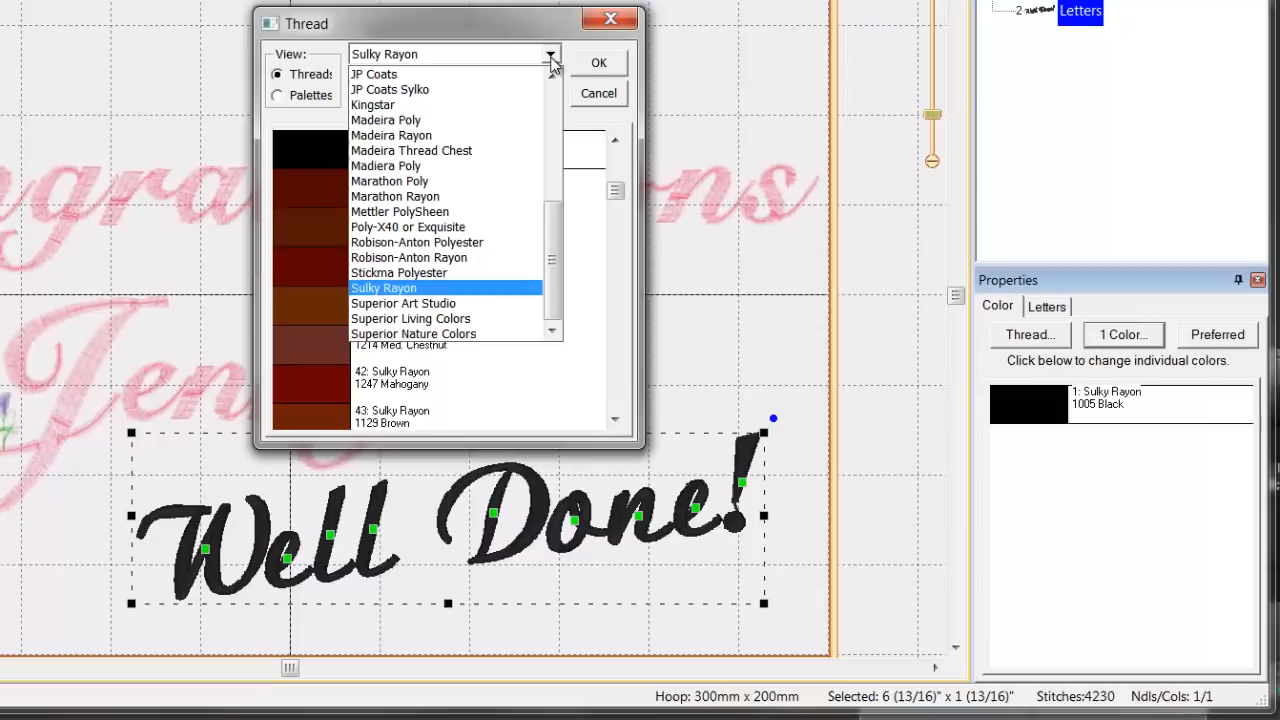 Thread
View:
Threads
Palettes
Sulky Rayon
OK
Cancel
JP Coats
JP Coats Sylko
Kingstar
Madeira Poly
Madeira Rayon
Madeira Thread Chest
Madiera Poly
Marathon Poly
Marathon Rayon
Mettler PolySheen
Poly-X40 or Exquisite
Robison-Anton Polyester
Robison-Anton Rayon
Stickma Polyester
Sulky Rayon
Superior Art Studio
Superior Living Colors
Superior Nature Colors
1214 Med. Chestnut
42: Sulky Rayon
1247 Mahogany
43: Sulky Rayon
1129 Brown
Well Done!
2 Well Done! Letters
Properties
Color Letters
Thread... 1 Color... Preferred
Click below to change individual colors.
1: Sulky Rayon
1005 Black
Hoop: 300mm x 200mm Selected: 6 (13/16)" x 1 (13/16)" Stitches:4230 Ndls/Cols: 1/1